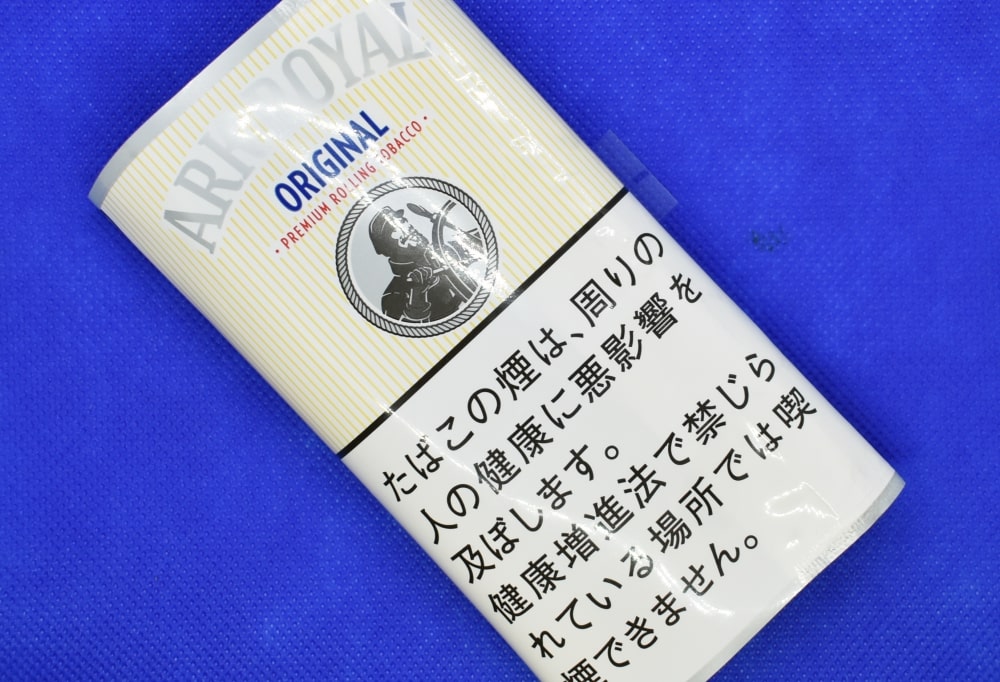 ARK ROYAL
ORIGINAL
· PREMIUM ROLLING TOBACCO ·
たばこの煙は、周りの
人の健康に悪影響を
及ぼします。
健康増進法で禁じら
れている場所では喫
煙できません。